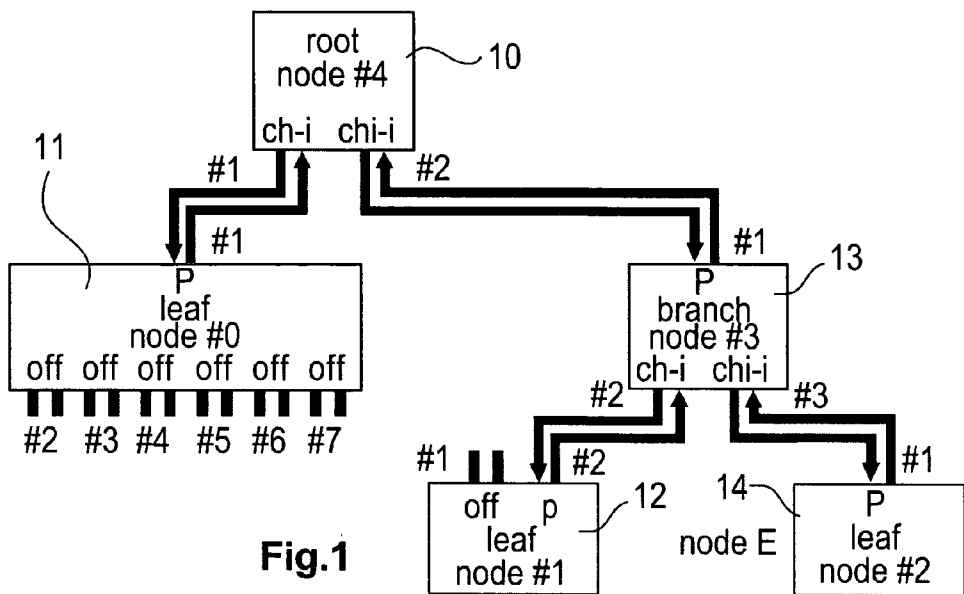 root
node #4
10
ch-i chi-i
11
#1
#2
#1
#1
P
leaf
node #0
off off off off off off
#2 #3 #4 #5 #6 #7
13
P
branch
node #3
ch-i chi-i
#2
#3
#1
#2
#1
off p
leaf
node #1
12
14
node E
P
leaf
node #2
Fig.1